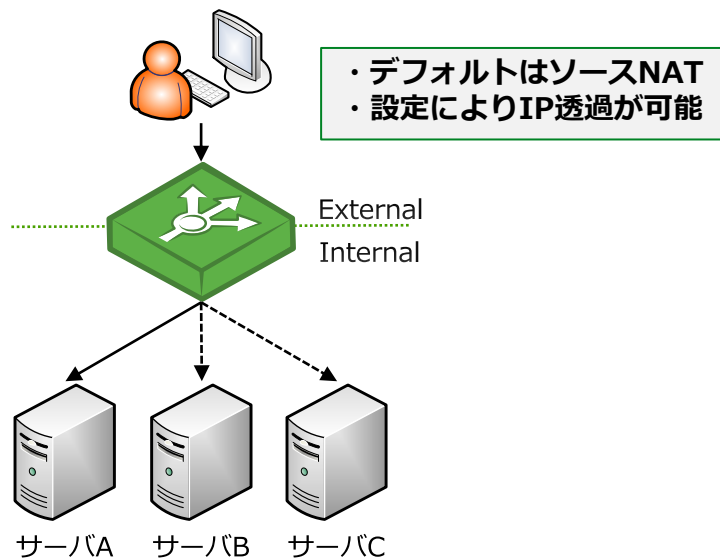 ・デフォルトはソースNAT
・設定によりIP透過が可能
External
Internal
サーバA サーバB サーバC